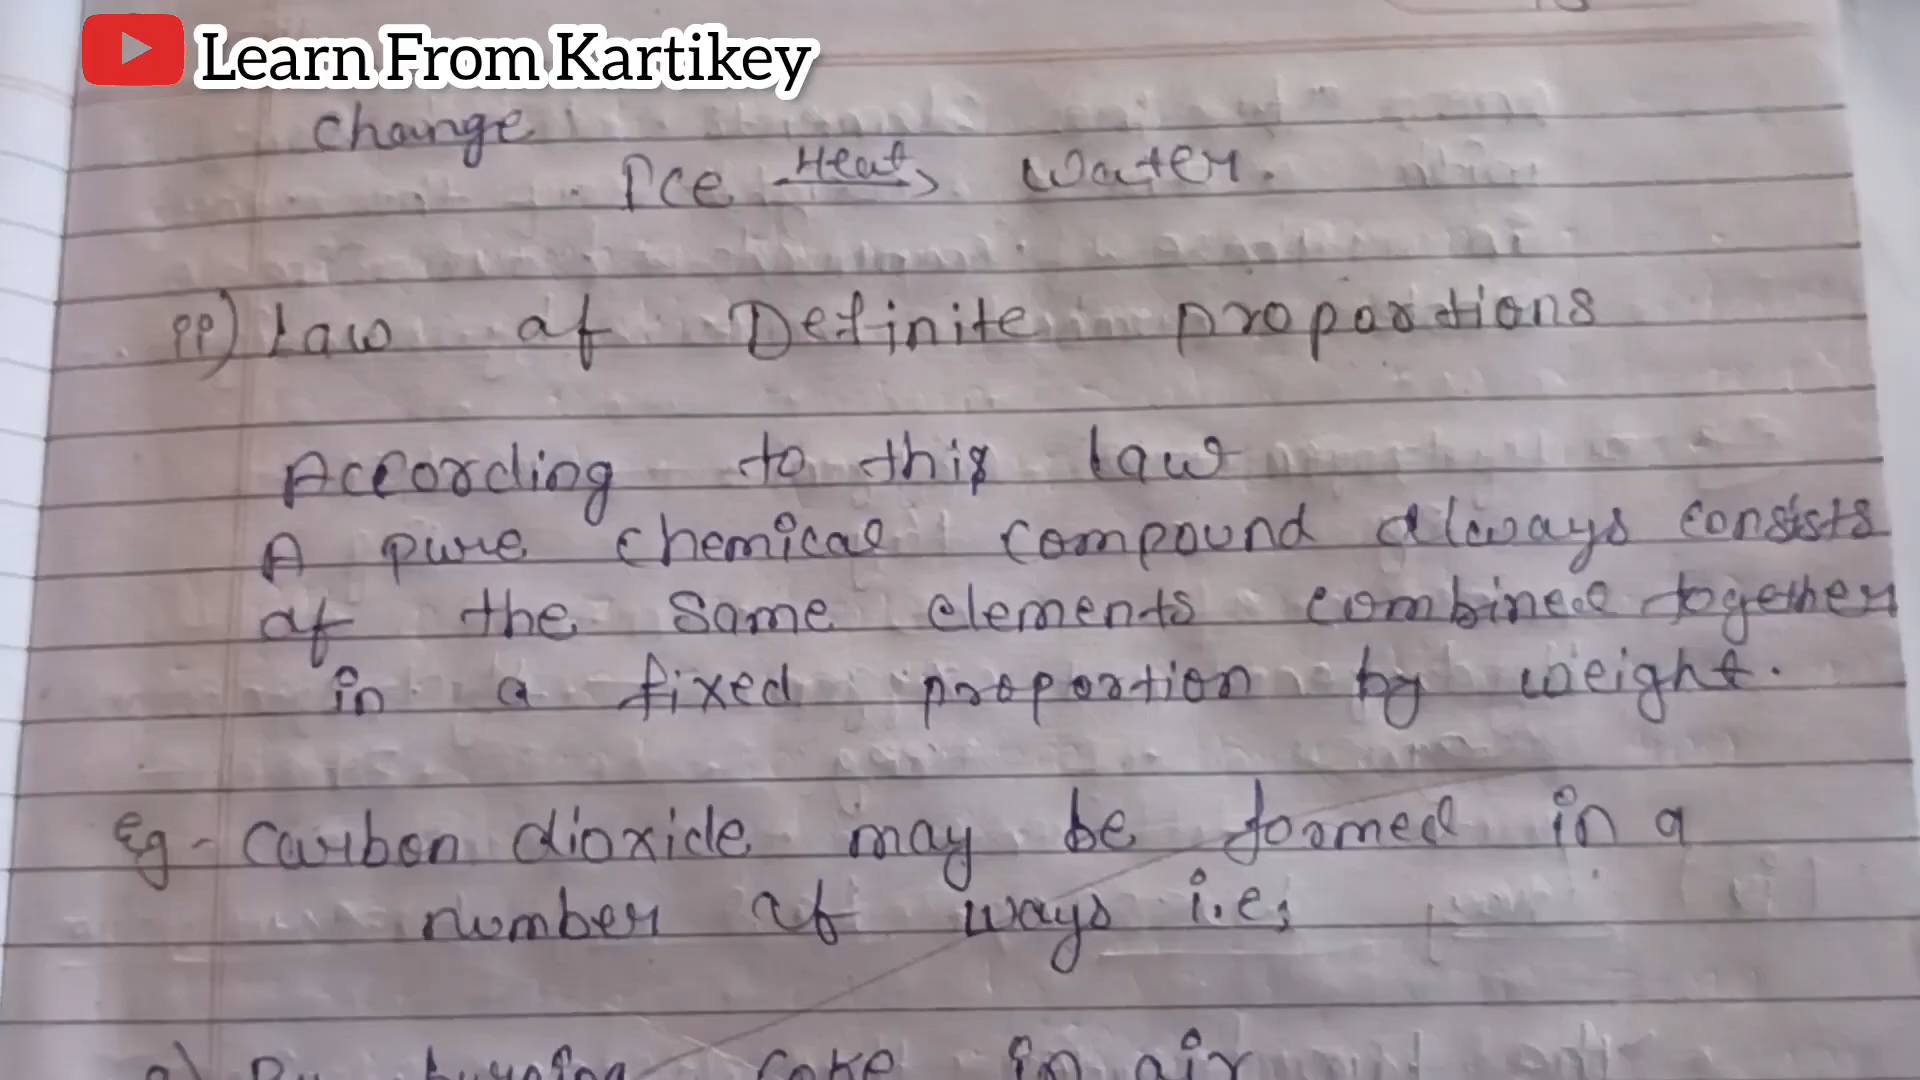 Learn From Kartikey
change
Ice Heat Water.
ii) Law of Definite proportions
According to this law
A pure chemical compound always consists
of the same elements combined together
in a fixed proportion by weight.
Eg - Carbon dioxide may be formed in a
number of ways i.e,
a) By burning coke in air